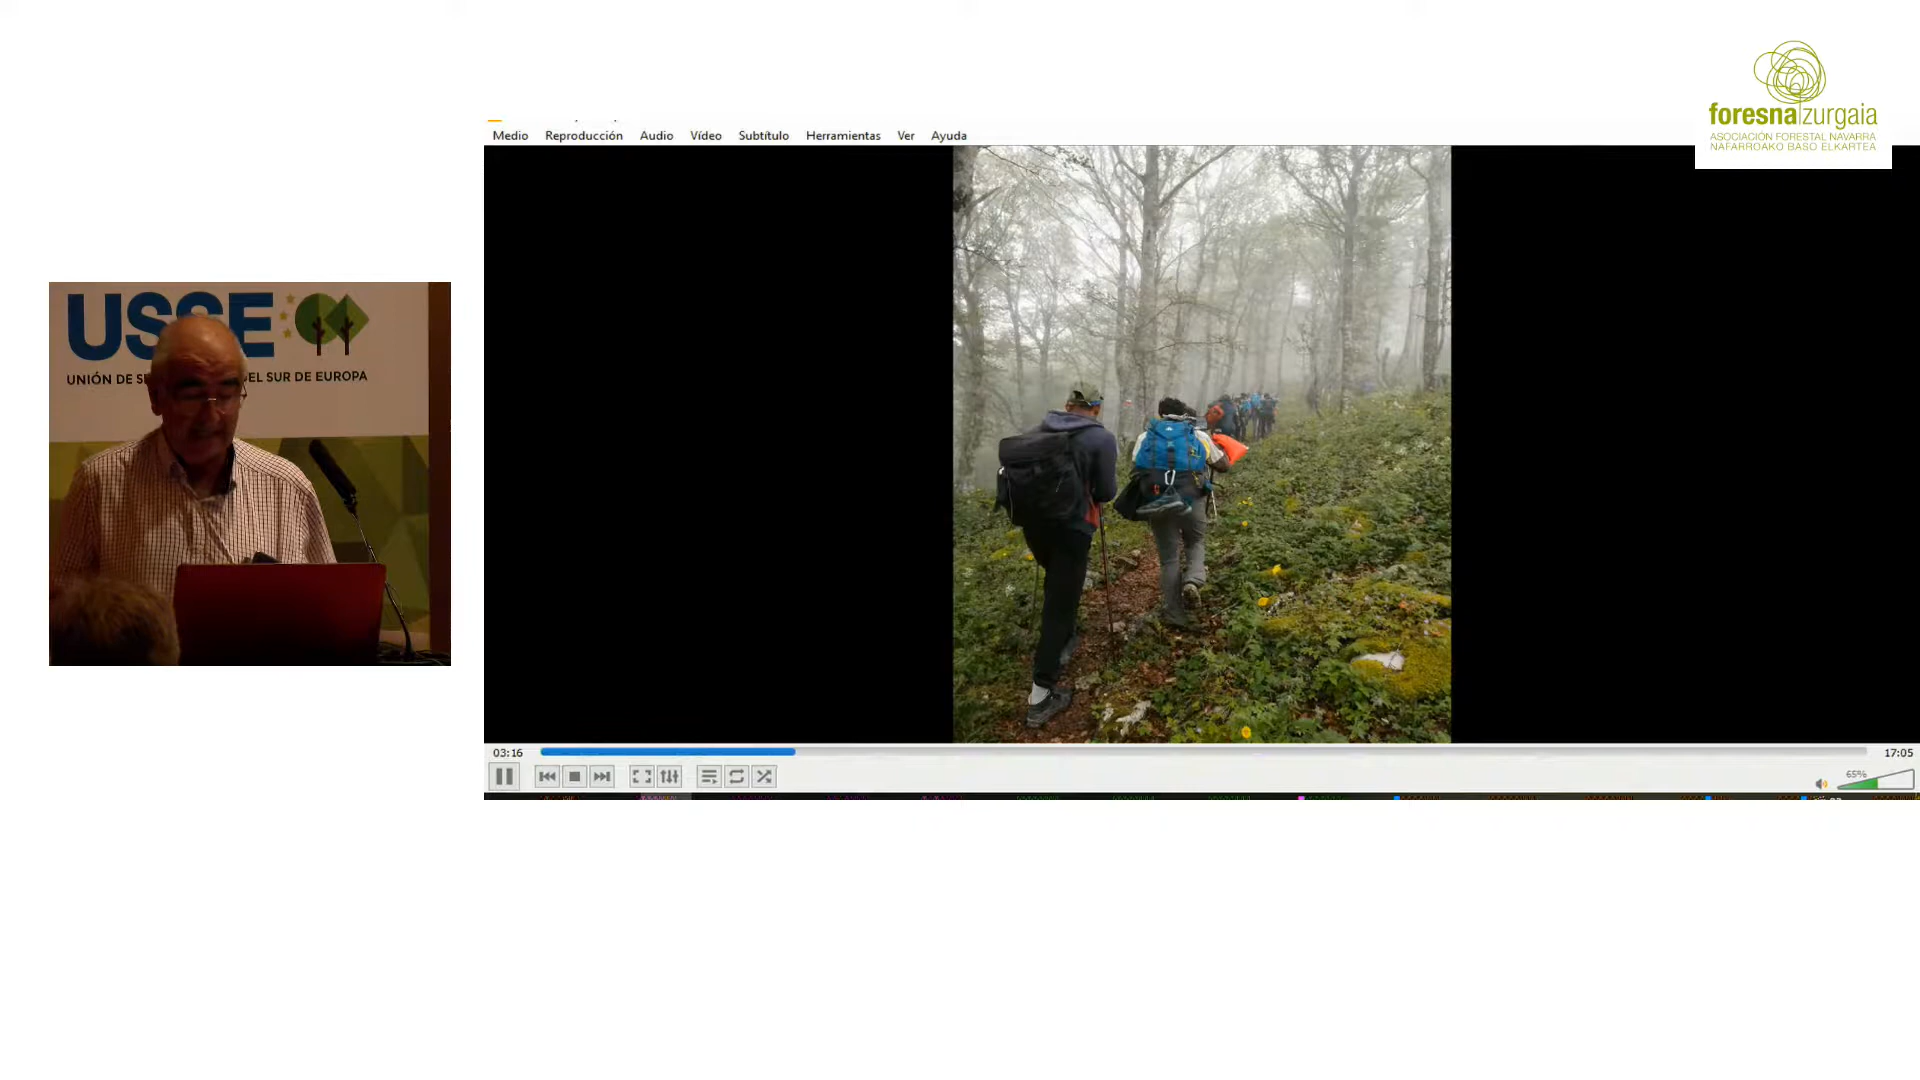 foresna zurgaia
ASOCIACIÓN FORESTAL NAVARRA
NAFARROAKO BASO ELKARTEA
Medio Reproducción Audio Vídeo Subtítulo Herramientas Ver Ayuda
USSE
UNIÓN DE S EL SUR DE EUROPA
03:16
17:05
65%